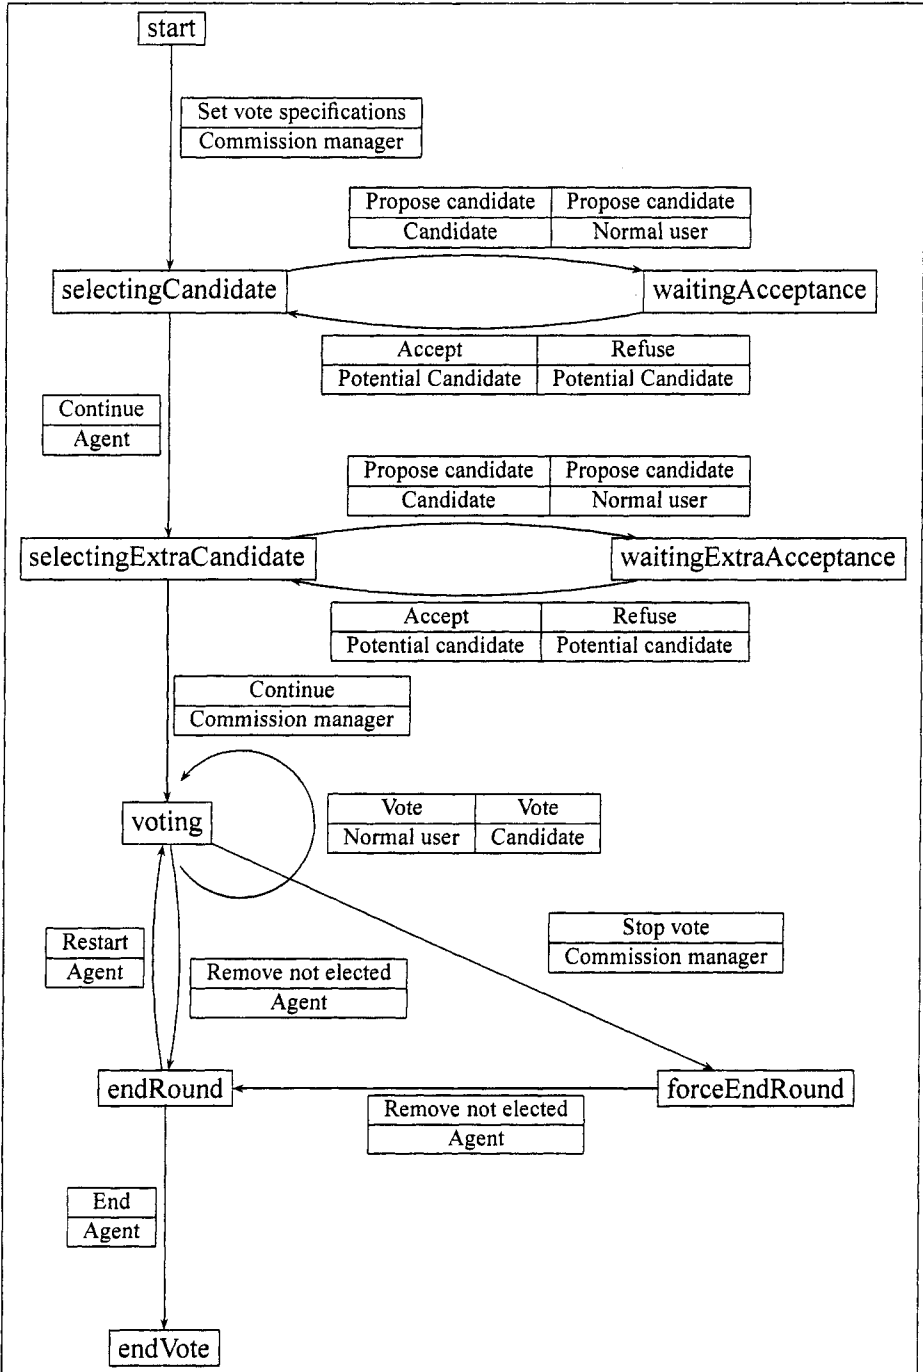 start
Set vote specifications
Commission manager
Propose candidate Propose candidate
Candidate Normal user
selectingCandidate waitingAcceptance
Accept Refuse
Potential Candidate Potential Candidate
Continue
Agent
Propose candidate Propose candidate
Candidate Normal user
selectingExtraCandidate waitingExtraAcceptance
Accept Refuse
Potential candidate Potential candidate
Continue
Commission manager
voting
Vote Vote
Normal user Candidate
Stop vote
Commission manager
Restart
Agent
Remove not elected
Agent
endRound forceEndRound
Remove not elected
Agent
End
Agent
endVote